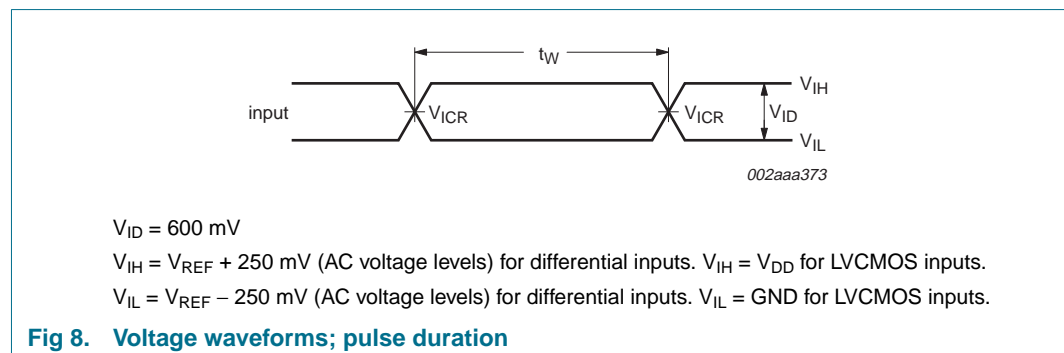 tW
input
VICR
VICR
VIH
VID
VIL
002aaa373
VID = 600 mV
VIH = VREF + 250 mV (AC voltage levels) for differential inputs. VIH = VDD for LVCMOS inputs.
VIL = VREF − 250 mV (AC voltage levels) for differential inputs. VIL = GND for LVCMOS inputs.
Fig 8. Voltage waveforms; pulse duration